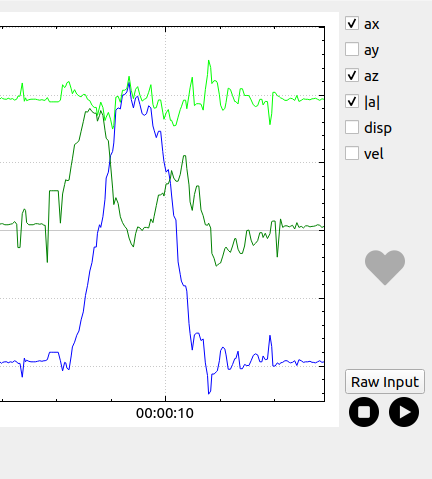 ax
ay
az
|a|
disp
vel
Raw Input
00:00:10